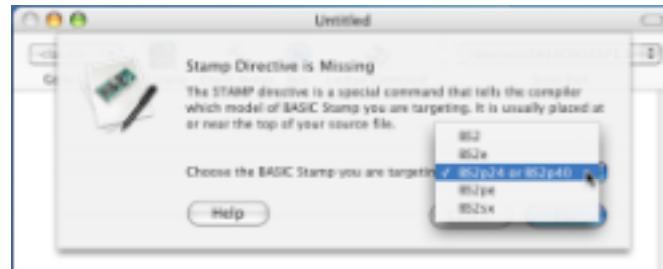 Untitled
Stamp Directive is Missing
The STAMP directive is a special command that tells the compiler
which model of BASIC Stamp you are targeting. It is usually placed at
or near the top of your source file.
BS2
BS2e
Choose the BASIC Stamp you are targeting
✓ BS2p24 or BS2p40
BS2pe
BS2sx
Help